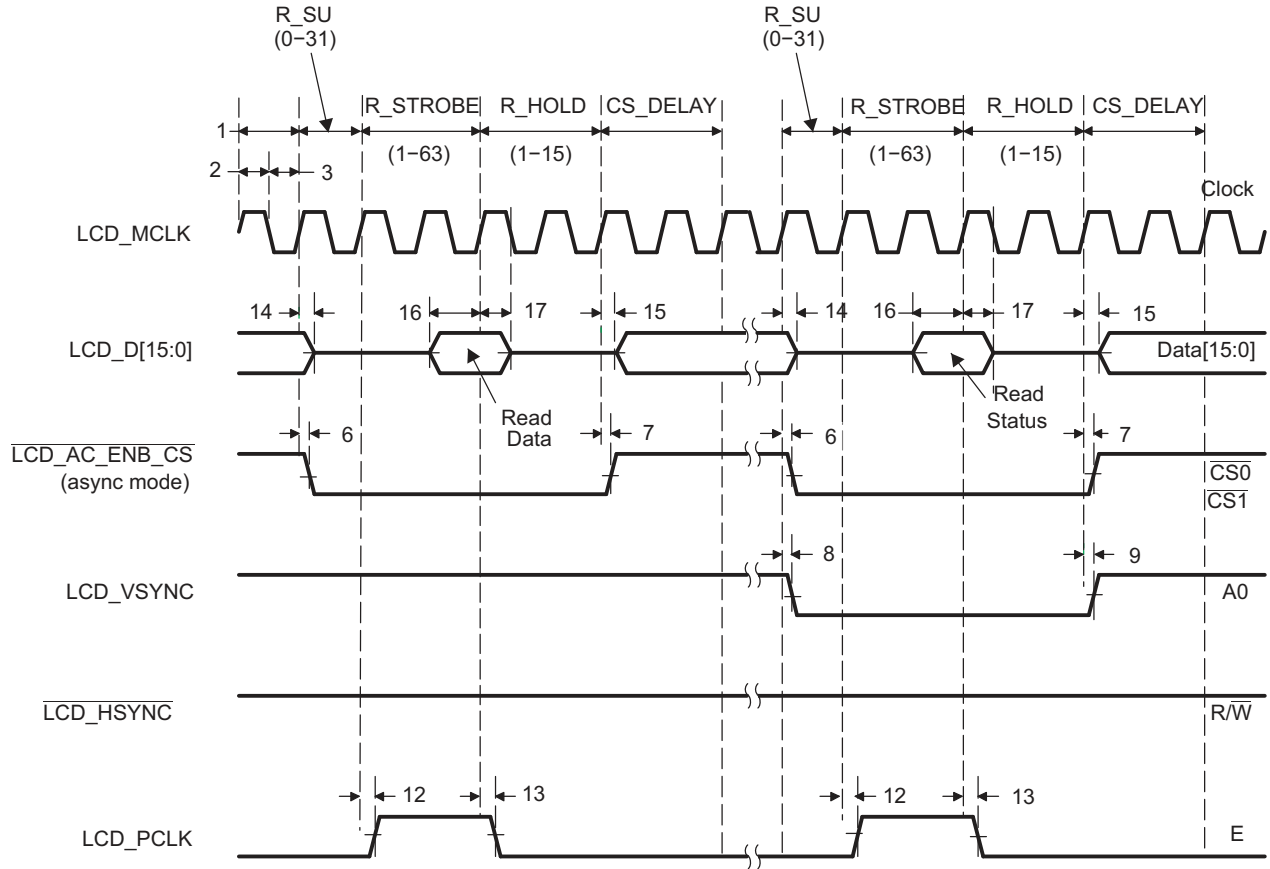 R_SU
(0−31)
R_SU
(0−31)
R_STROBE R_HOLD CS_DELAY
R_STROBE R_HOLD CS_DELAY
1
(1−63) (1−15)
(1−63) (1−15)
2 3
Clock
LCD_MCLK
14 16 17 15
14 16 17 15
LCD_D[15:0]
Data[15:0]
Read
Data
Read
Status
6 7 6 7
LCD_AC_ENB_CS
(async mode)
CS0
CS1
8 9
LCD_VSYNC
A0
LCD_HSYNC
R/W
12 13 12 13
LCD_PCLK
E